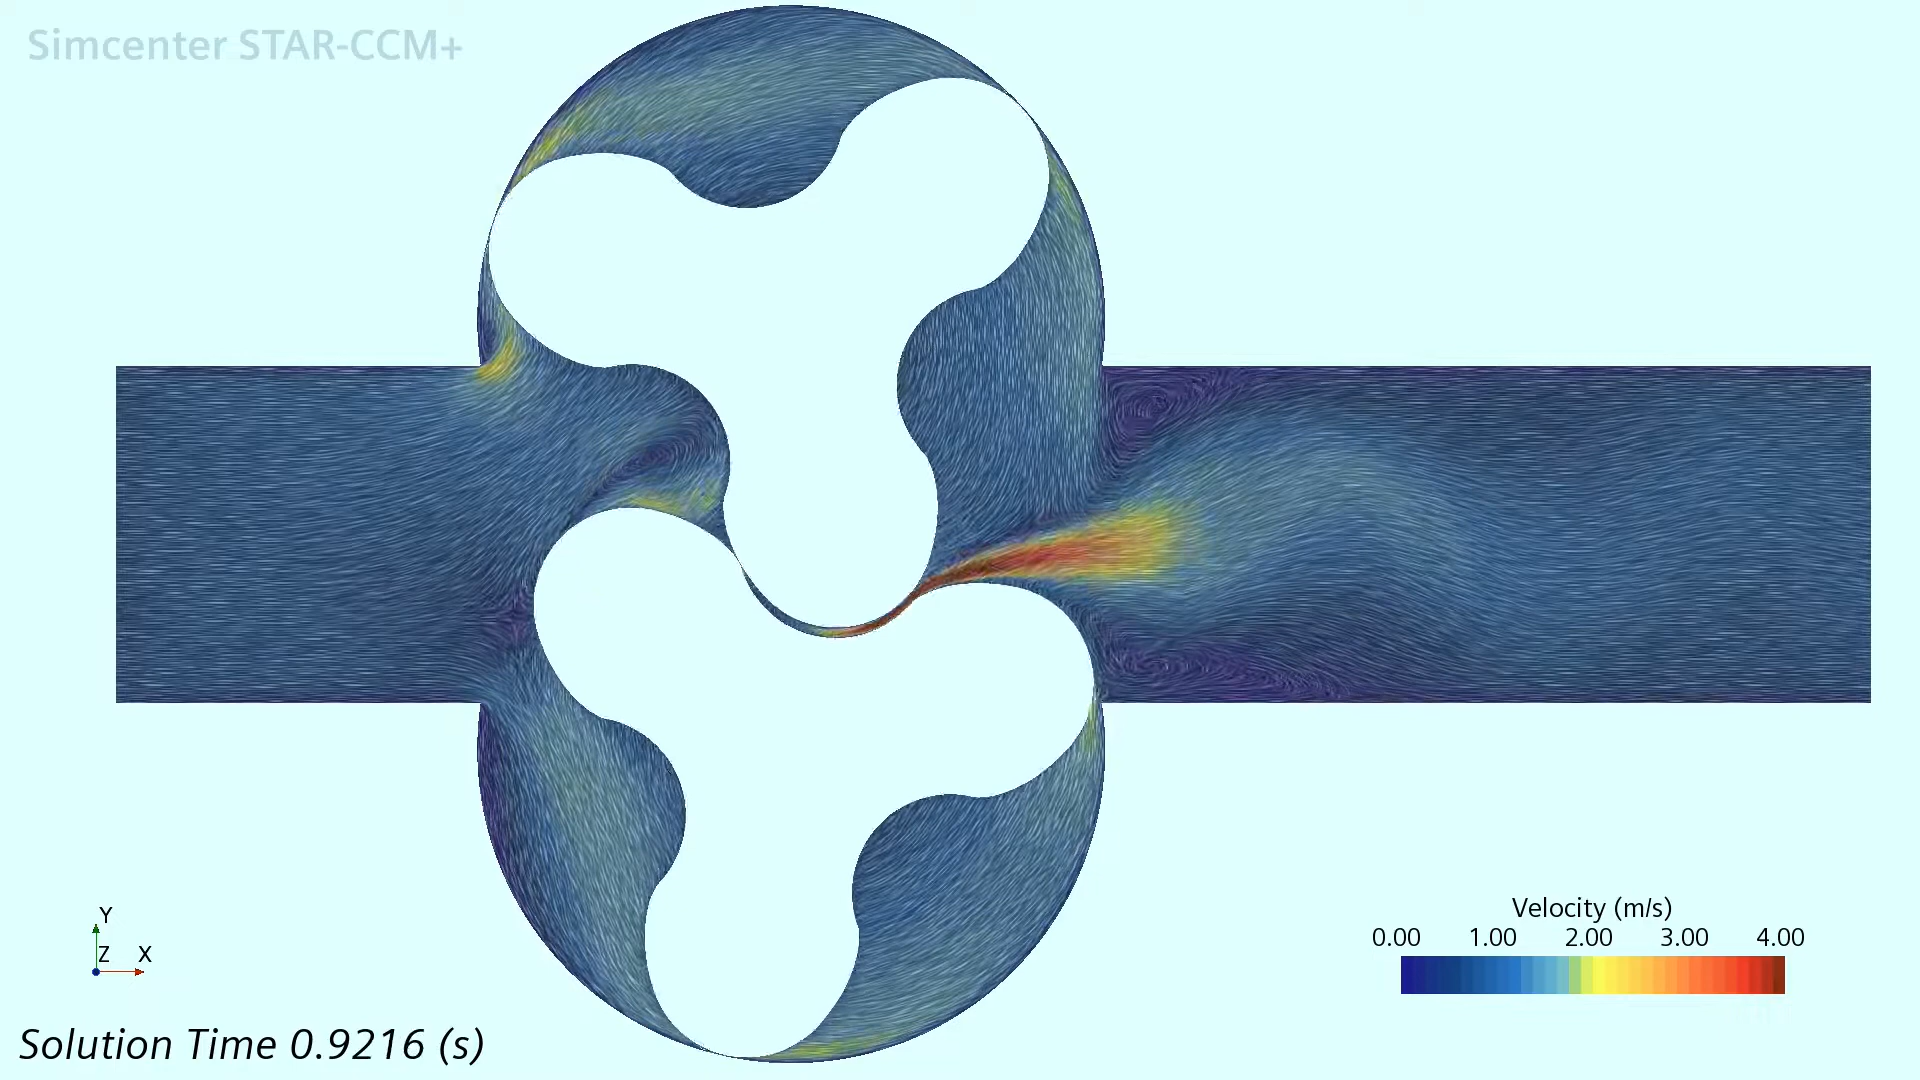 Simcenter STAR-CCM+
Y
Z X
Velocity (m/s)
0.00 1.00 2.00 3.00 4.00
Solution Time 0.9216 (s)